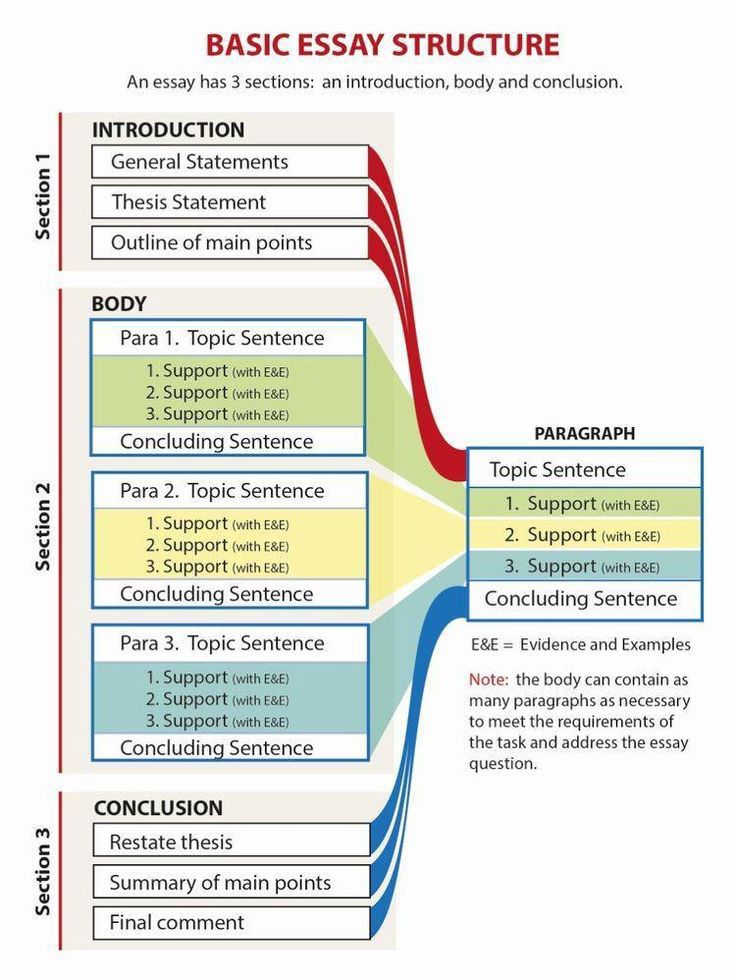 BASIC ESSAY STRUCTURE
An essay has 3 sections: an introduction, body and conclusion.
Section 1
INTRODUCTION
General Statements
Thesis Statement
Outline of main points
Section 2
BODY
Para 1. Topic Sentence
1. Support (with E&E)
2. Support (with E&E)
3. Support (with E&E)
Concluding Sentence
Para 2. Topic Sentence
1. Support (with E&E)
2. Support (with E&E)
3. Support (with E&E)
Concluding Sentence
Para 3. Topic Sentence
1. Support (with E&E)
2. Support (with E&E)
3. Support (with E&E)
Concluding Sentence
Section 3
CONCLUSION
Restate thesis
Summary of main points
Final comment
PARAGRAPH
Topic Sentence
1. Support (with E&E)
2. Support (with E&E)
3. Support (with E&E)
Concluding Sentence
E&E = Evidence and Examples
Note: the body can contain as
many paragraphs as necessary
to meet the requirements of
the task and address the essay
question.